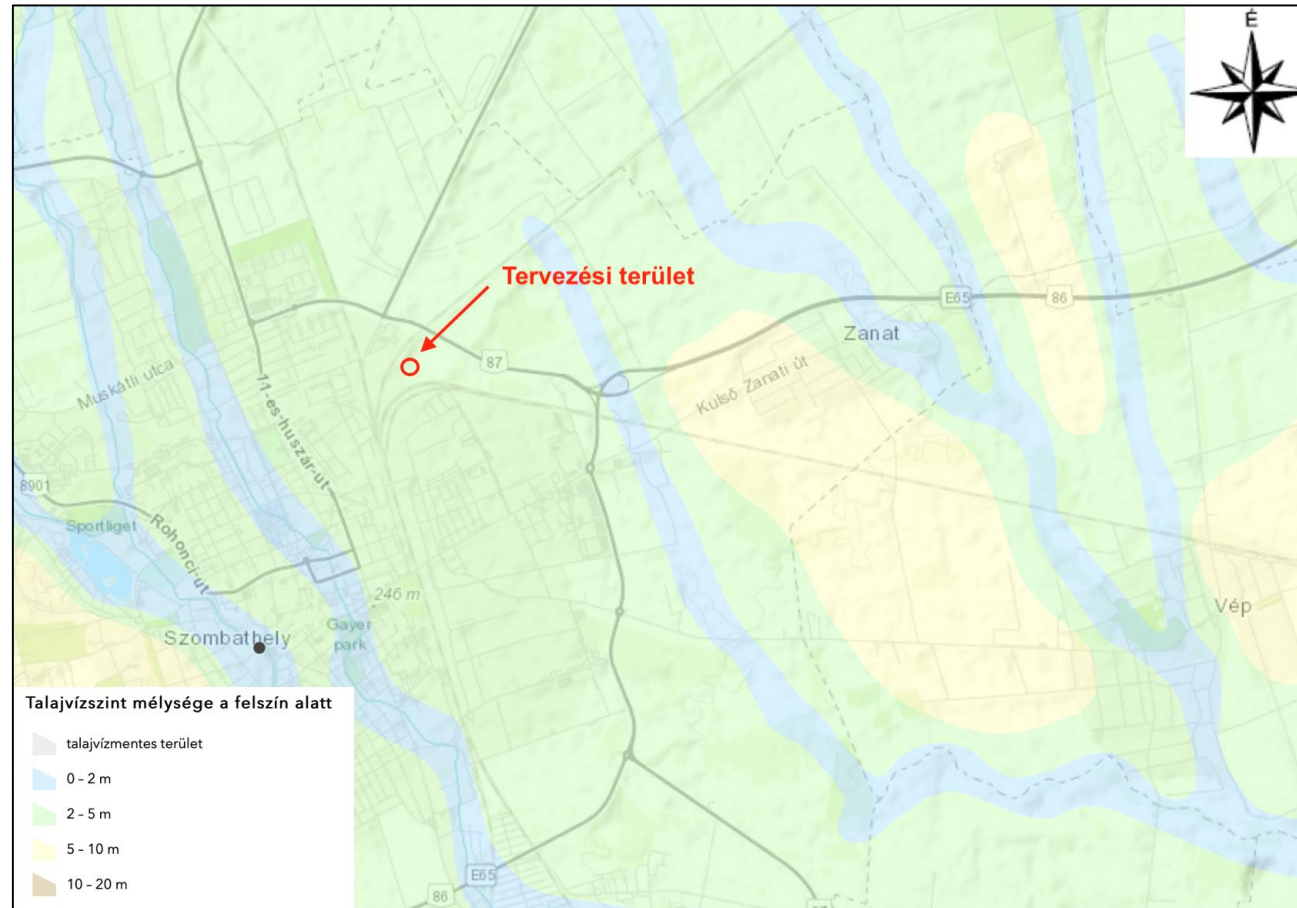 É
Tervezési terület
E65
86
Zanat
87
Külső Zanati út
Muskátli utca
11-es-huszár-út
8901
Sportliget
Rohonci-út
246 m
Vép
Szombathely
Gayer
park
Talajvízszint mélysége a felszín alatt
talajvízmentes terület
0 – 2 m
2 – 5 m
5 – 10 m
10 – 20 m
E65
86